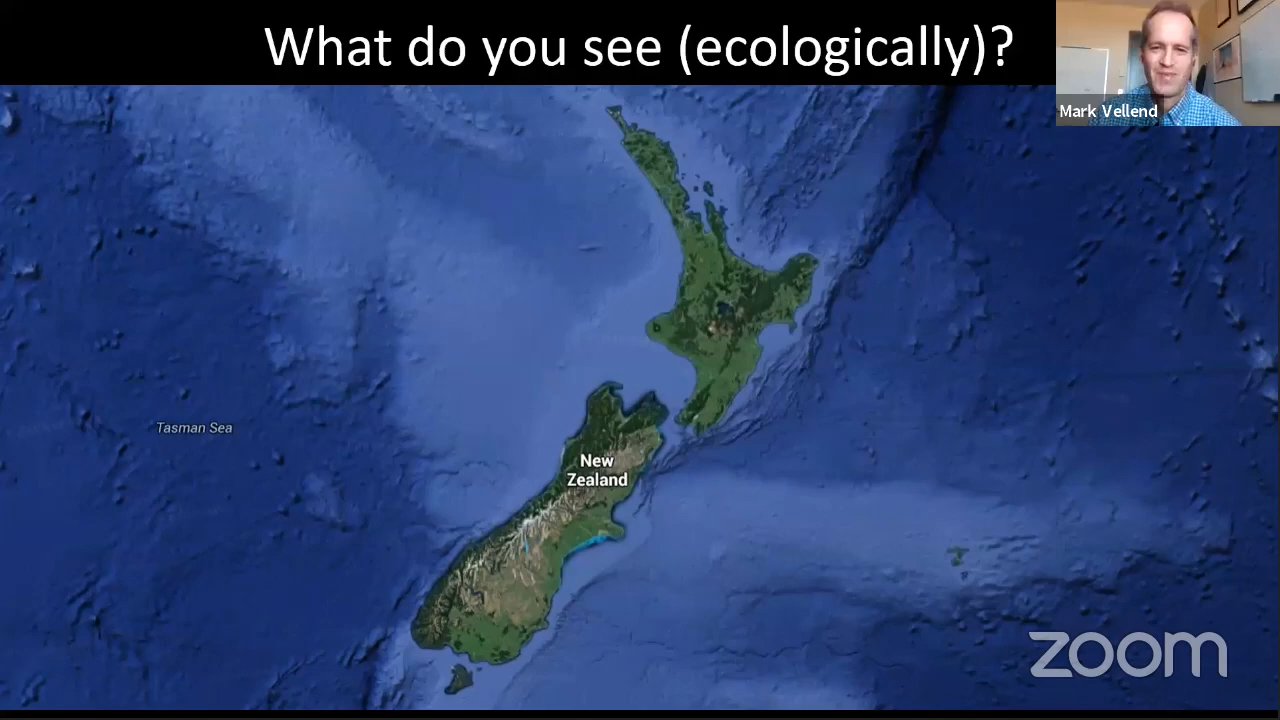 What do you see (ecologically)?
Mark Vellend
Tasman Sea
New
Zealand
zoom